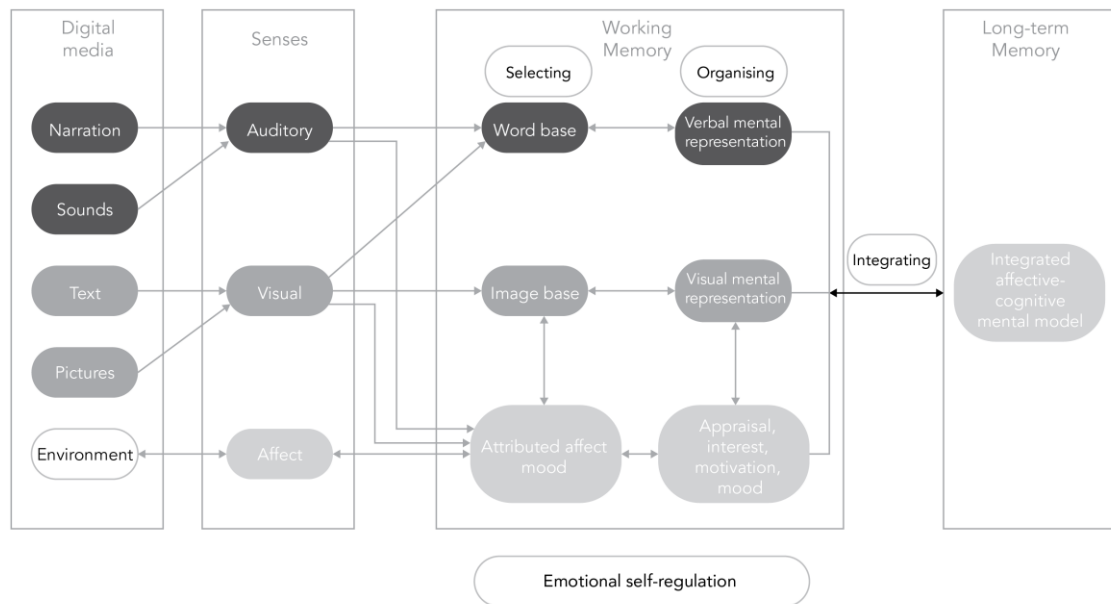 Digital
media
Senses
Working
Memory
Long-term
Memory
Selecting
Organising
Narration
Auditory
Word base
Verbal mental
representation
Sounds
Integrating
Text
Visual
Image base
Visual mental
representation
Integrated
affective-
cognitive
mental model
Pictures
Environment
Affect
Attributed affect
mood
Appraisal,
interest,
motivation,
mood
Emotional self-regulation